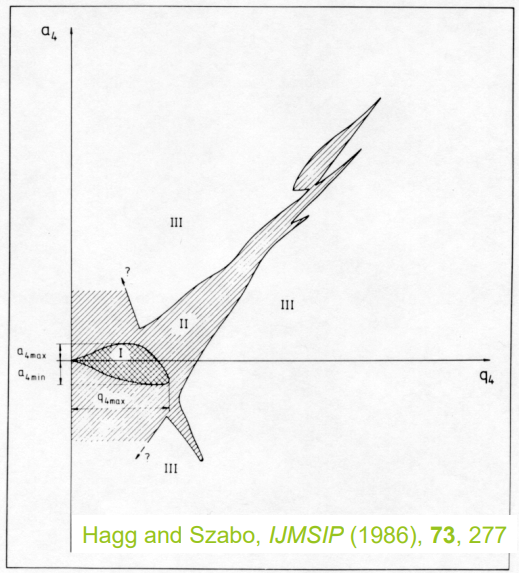 a4
III
?
III
II
I
a4max
a4min
q4
q4max
?
III
Hagg and Szabo, IJMSIP (1986), 73, 277